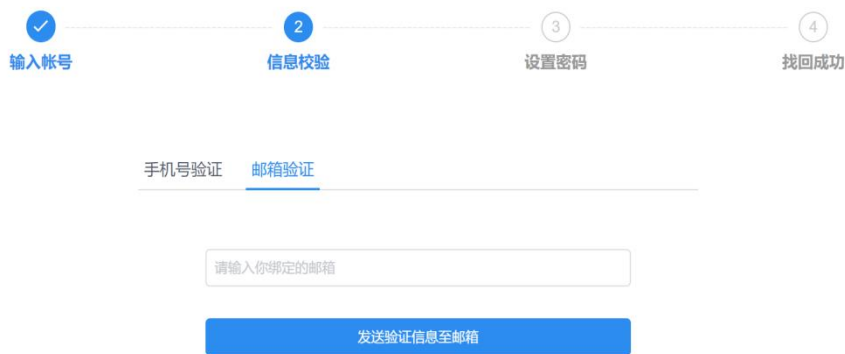 2
3
4
输入帐号
信息校验
设置密码
找回成功
手机号验证
邮箱验证
请输入你绑定的邮箱
发送验证信息至邮箱